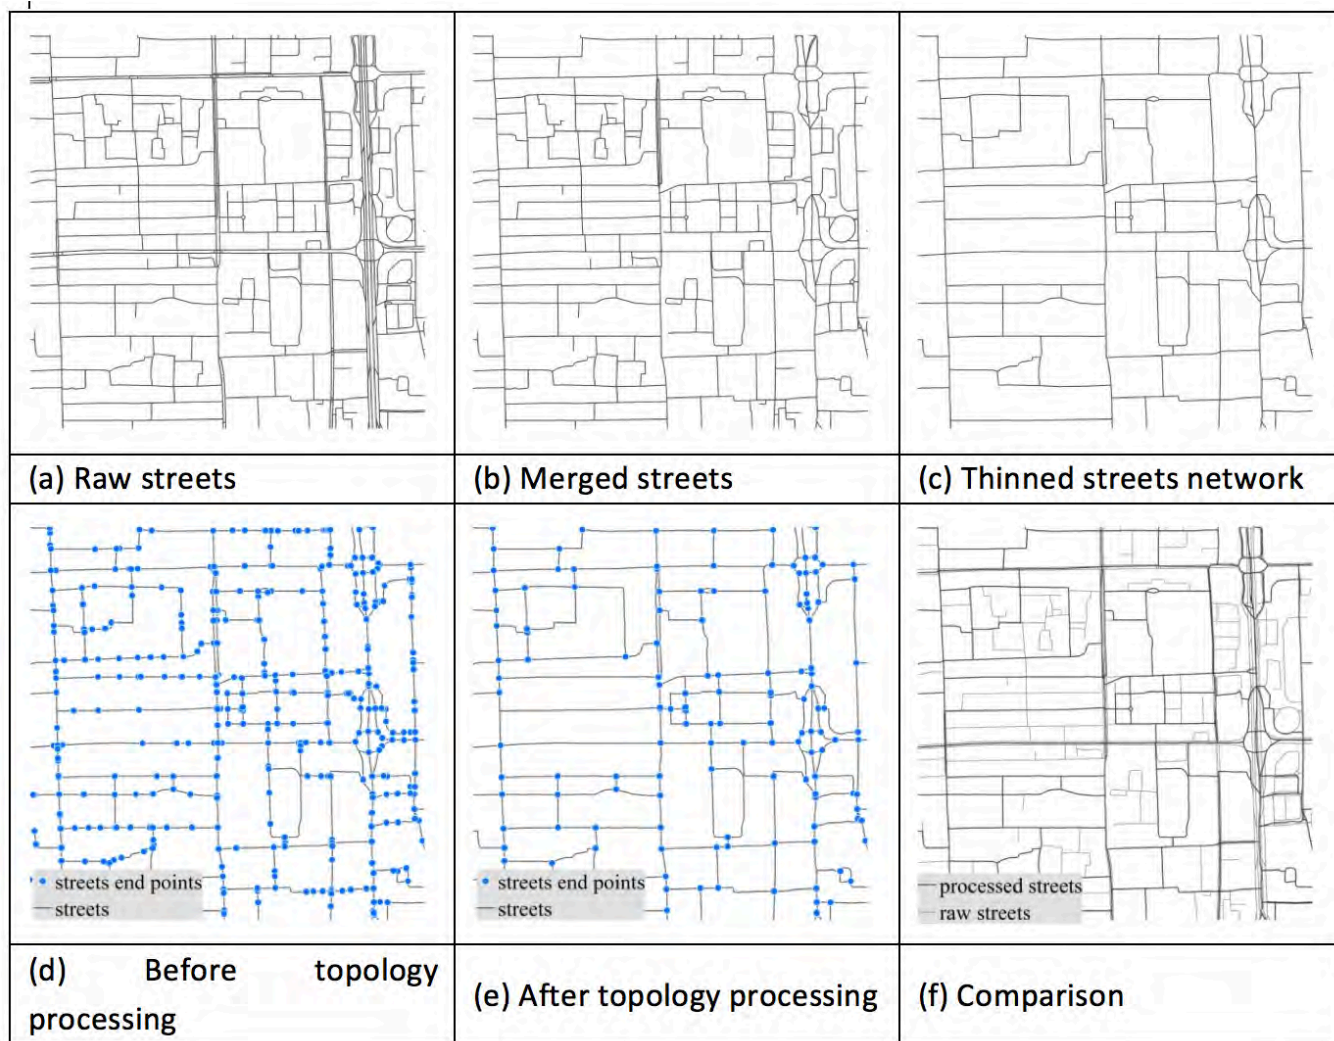 (a) Raw streets
(b) Merged streets
(c) Thinned streets network
streets end points
streets
streets end points
streets
processed streets
raw streets
(d) Before topology
processing
(e) After topology processing
(f) Comparison